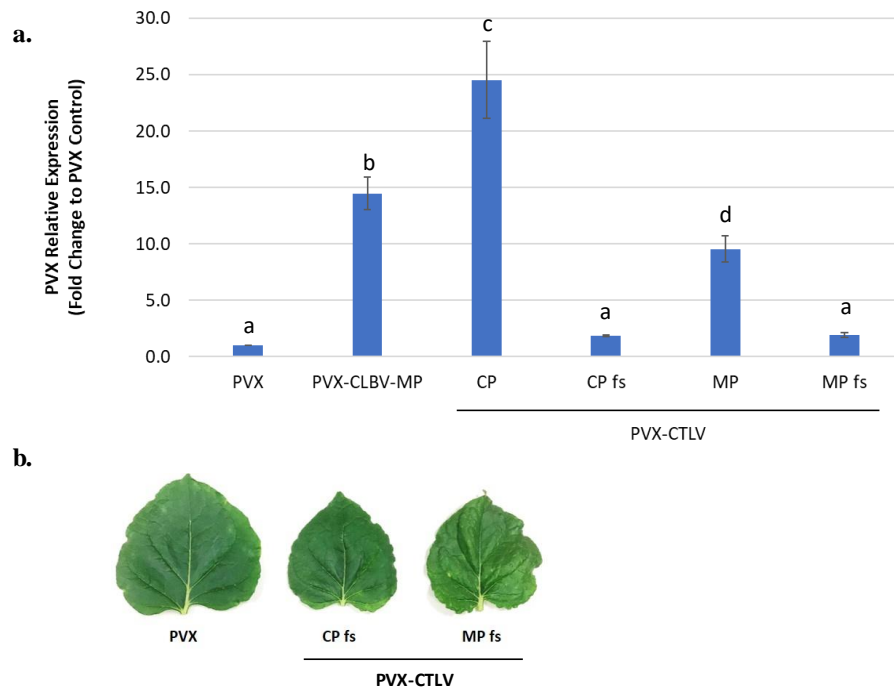 a.
PVX Relative Expression
(Fold Change to PVX Control)
30.0
25.0
20.0
15.0
10.0
5.0
0.0
a
b
c
a
d
a
PVX
PVX-CLBV-MP
CP
CP fs
MP
MP fs
PVX-CTLV
b.
PVX
CP fs
MP fs
PVX-CTLV